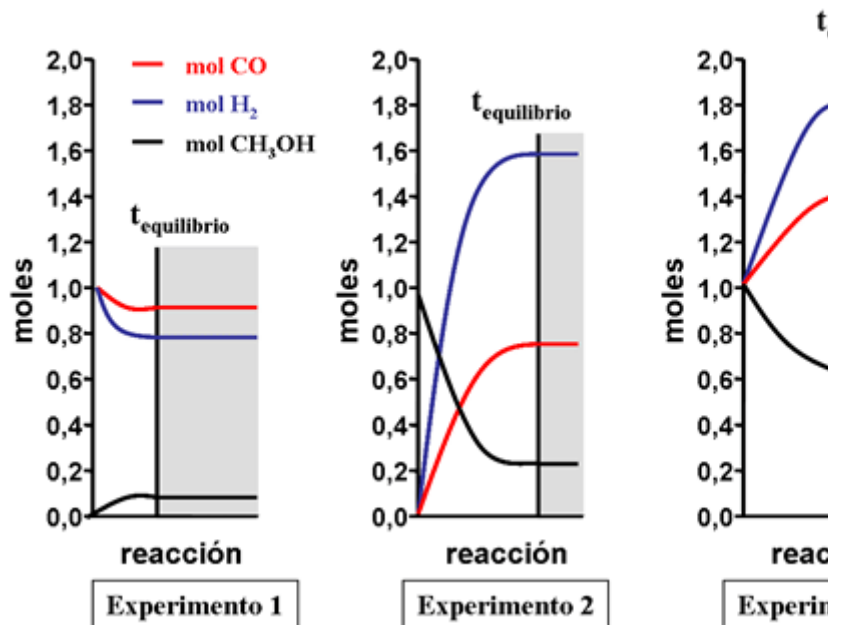 t
2,0
1,8
1,6
1,4
1,2
1,0
0,8
0,6
0,4
0,2
0,0
moles
mol CO
mol H₂
mol CH₃OH
t equilibrio
reacción
Experimento 1
2,0
1,8
1,6
1,4
1,2
1,0
0,8
0,6
0,4
0,2
0,0
moles
t equilibrio
reacción
Experimento 2
2,0
1,8
1,6
1,4
1,2
1,0
0,8
0,6
0,4
0,2
0,0
moles
reac
Experim